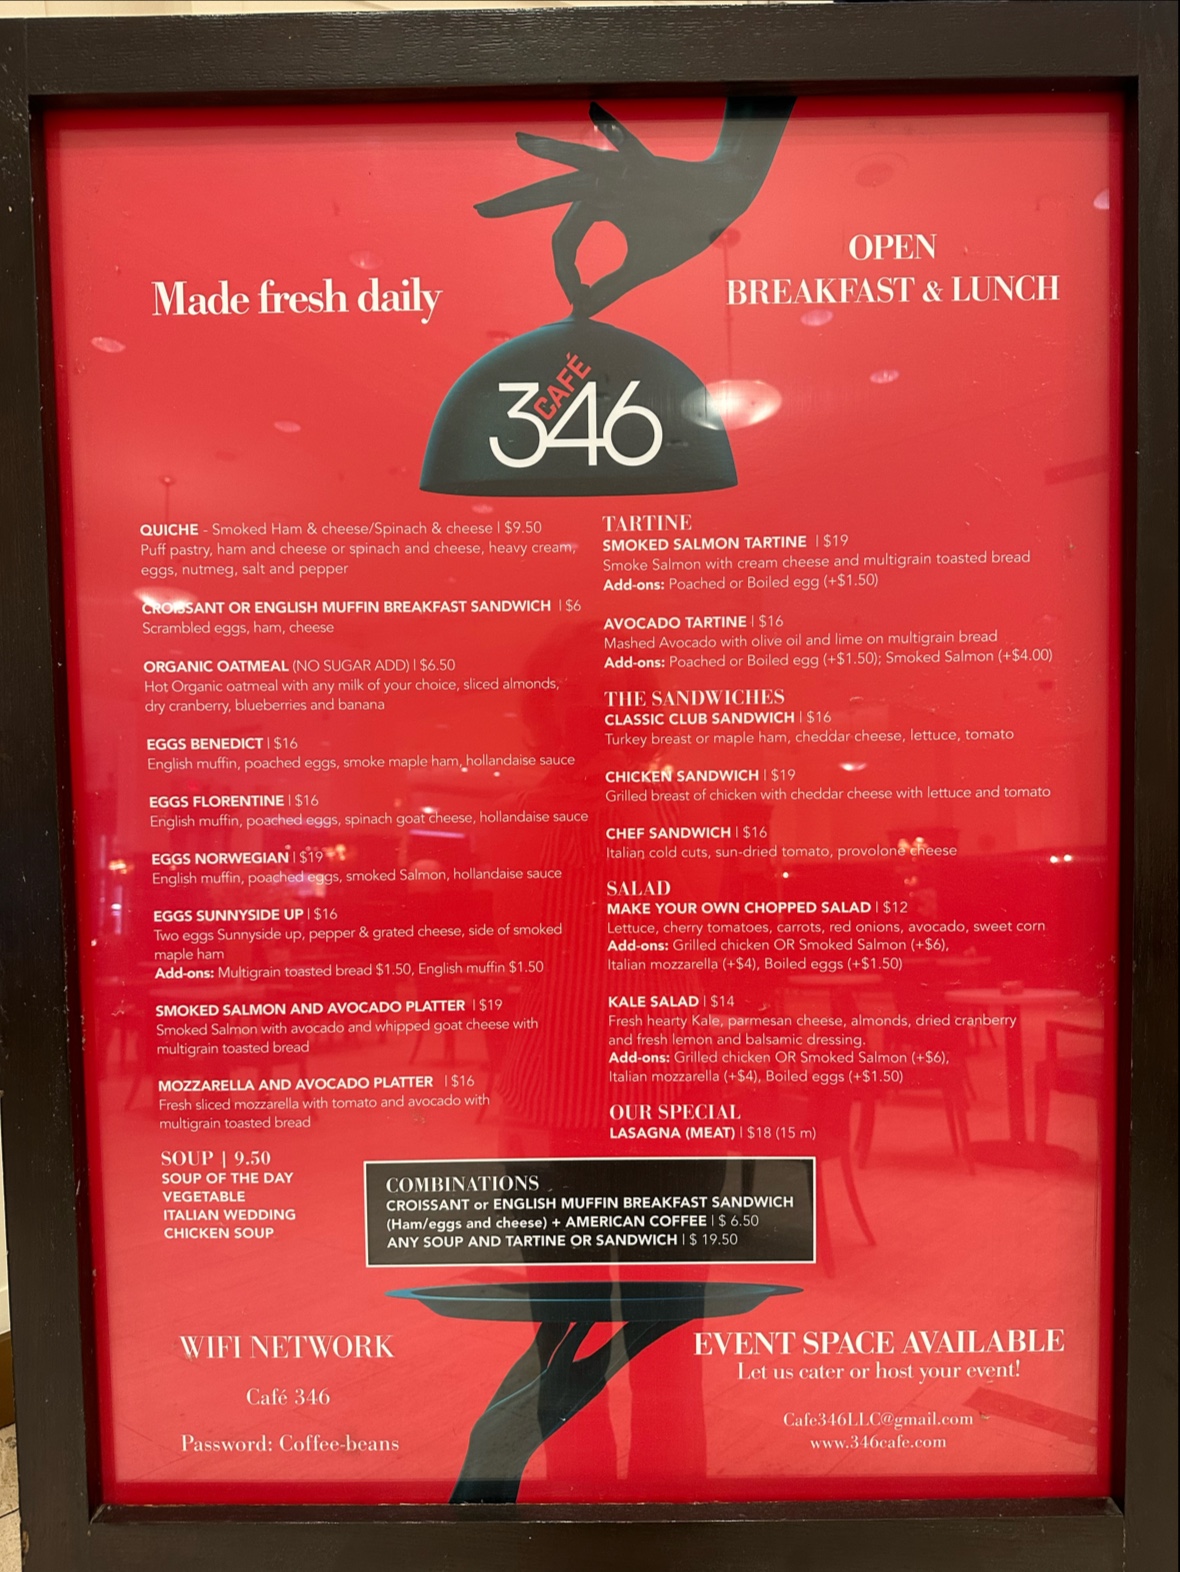 Made fresh daily
OPEN
BREAKFAST & LUNCH
CAFÉ
346
QUICHE - Smoked Ham & cheese/Spinach & cheese | $9.50
Puff pastry, ham and cheese or spinach and cheese, heavy cream,
eggs, nutmeg, salt and pepper
CROISSANT OR ENGLISH MUFFIN BREAKFAST SANDWICH | $6
Scrambled eggs, ham, cheese
ORGANIC OATMEAL (NO SUGAR ADD) | $6.50
Hot Organic oatmeal with any milk of your choice, sliced almonds,
dry cranberry, blueberries and banana
EGGS BENEDICT | $16
English muffin, poached eggs, smoke maple ham, hollandaise sauce
EGGS FLORENTINE | $16
English muffin, poached eggs, spinach goat cheese, hollandaise sauce
EGGS NORWEGIAN | $19
English muffin, poached eggs, smoked Salmon, hollandaise sauce
EGGS SUNNYSIDE UP | $16
Two eggs Sunnyside up, pepper & grated cheese, side of smoked
maple ham
Add-ons: Multigrain toasted bread $1.50, English muffin $1.50
SMOKED SALMON AND AVOCADO PLATTER | $19
Smoked Salmon with avocado and whipped goat cheese with
multigrain toasted bread
MOZZARELLA AND AVOCADO PLATTER | $16
Fresh sliced mozzarella with tomato and avocado with
multigrain toasted bread
SOUP | 9.50
SOUP OF THE DAY
VEGETABLE
ITALIAN WEDDING
CHICKEN SOUP
TARTINE
SMOKED SALMON TARTINE | $19
Smoke Salmon with cream cheese and multigrain toasted bread
Add-ons: Poached or Boiled egg (+$1.50)
AVOCADO TARTINE | $16
Mashed Avocado with olive oil and lime on multigrain bread
Add-ons: Poached or Boiled egg (+$1.50); Smoked Salmon (+$4.00)
THE SANDWICHES
CLASSIC CLUB SANDWICH | $16
Turkey breast or maple ham, cheddar cheese, lettuce, tomato
CHICKEN SANDWICH | $19
Grilled breast of chicken with cheddar cheese with lettuce and tomato
CHEF SANDWICH | $16
Italian cold cuts, sun-dried tomato, provolone cheese
SALAD
MAKE YOUR OWN CHOPPED SALAD | $12
Lettuce, cherry tomatoes, carrots, red onions, avocado, sweet corn
Add-ons: Grilled chicken OR Smoked Salmon (+$6),
Italian mozzarella (+$4), Boiled eggs (+$1.50)
KALE SALAD | $14
Fresh hearty Kale, parmesan cheese, almonds, dried cranberry
and fresh lemon and balsamic dressing.
Add-ons: Grilled chicken OR Smoked Salmon (+$6),
Italian mozzarella (+$4), Boiled eggs (+$1.50)
OUR SPECIAL
LASAGNA (MEAT) | $18 (15 m)
COMBINATIONS
CROISSANT or ENGLISH MUFFIN BREAKFAST SANDWICH
(Ham/eggs and cheese) + AMERICAN COFFEE | $ 6.50
ANY SOUP AND TARTINE OR SANDWICH | $ 19.50
WIFI NETWORK
Café 346
Password: Coffee-beans
EVENT SPACE AVAILABLE
Let us cater or host your event!
Cafe346LLC@gmail.com
www.346cafe.com